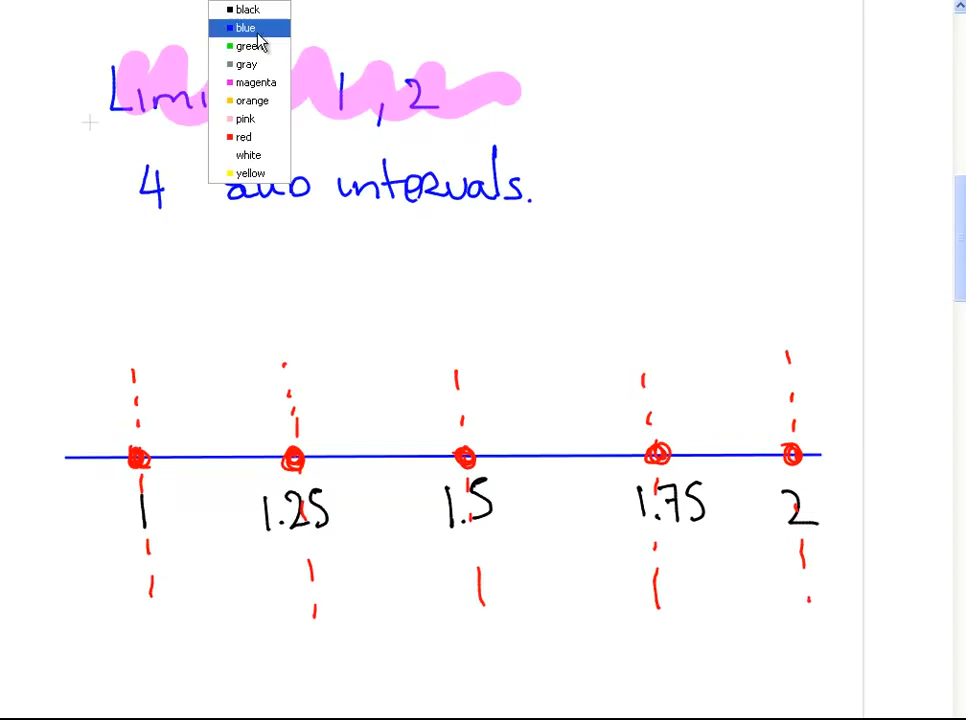 black
blue
green
gray
magenta
orange
pink
red
white
yellow
1, 2
4 sub intervals.
1 1.25 1.5 1.75 2